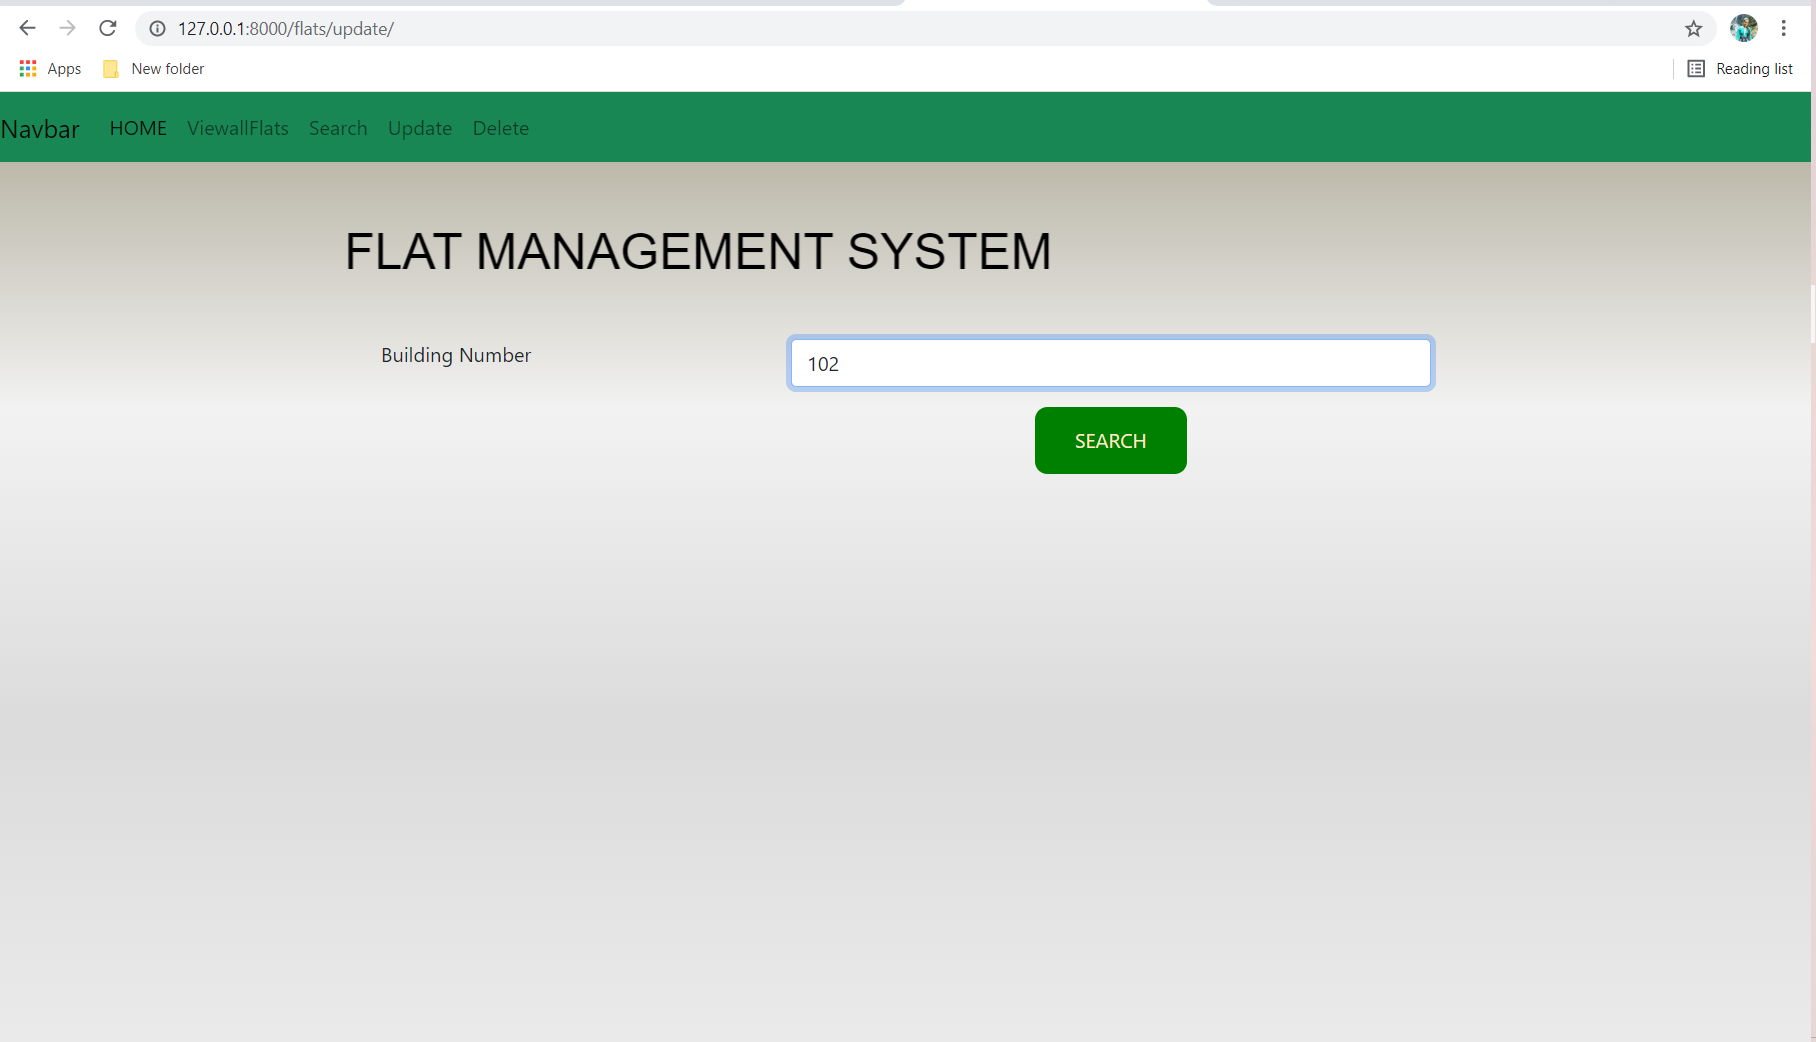 127.0.0.1:8000/flats/update/
Apps New folder Reading list
Navbar HOME ViewallFlats Search Update Delete
FLAT MANAGEMENT SYSTEM
Building Number 102
SEARCH